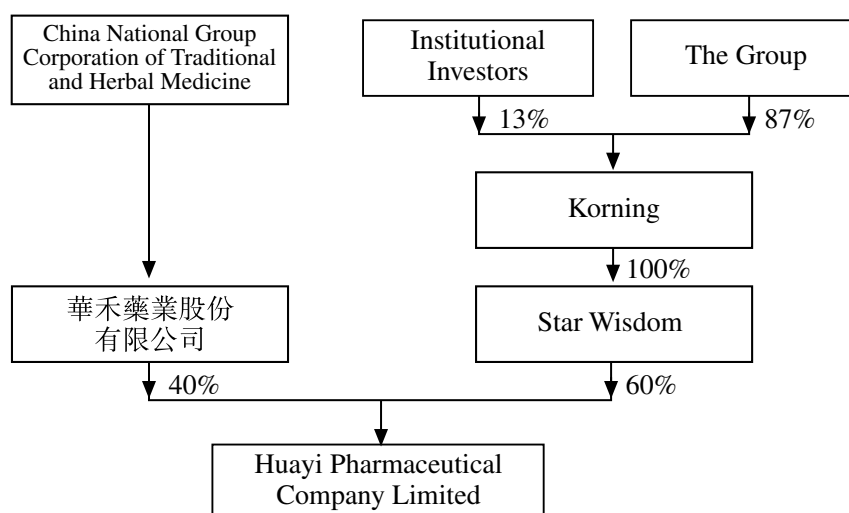 China National Group
Corporation of Traditional
and Herbal Medicine
Institutional
Investors
The Group
13%
87%
Korning
100%
華禾藥業股份
有限公司
Star Wisdom
40%
60%
Huayi Pharmaceutical
Company Limited